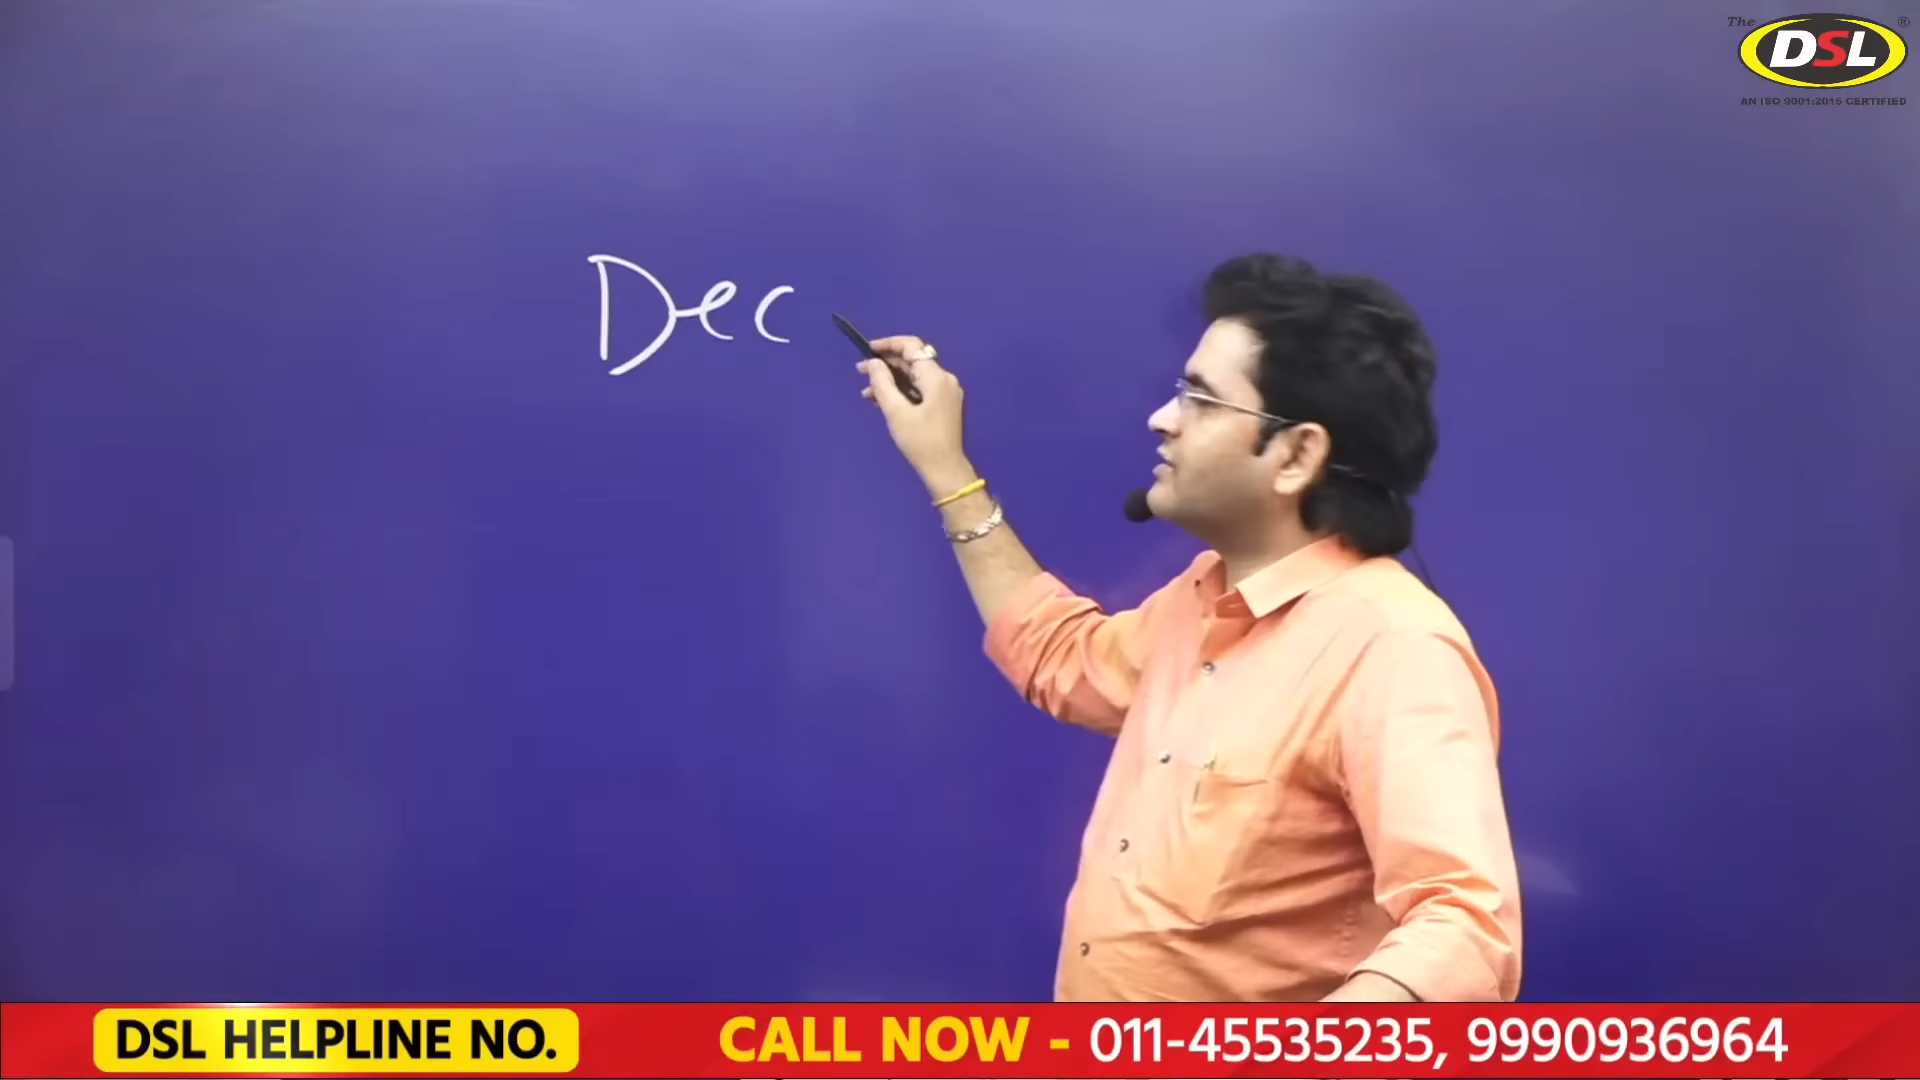 The DSL ®
AN ISO 9001:2015 CERTIFIED
Dec
DSL HELPLINE NO. CALL NOW - 011-45535235, 9990936964